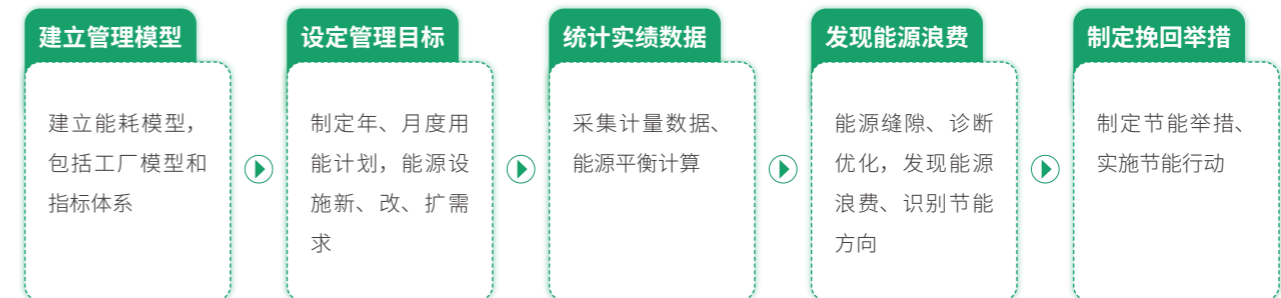 建立管理模型
建立能耗模型，
包括工厂模型和
指标体系
设定管理目标
制定年、月度用
能计划，能源设
施新、改、扩需
求
统计实绩数据
采集计量数据、
能源平衡计算
发现能源浪费
能源缝隙、诊断
优化，发现能源
浪费、识别节能
方向
制定挽回举措
制定节能举措、
实施节能行动